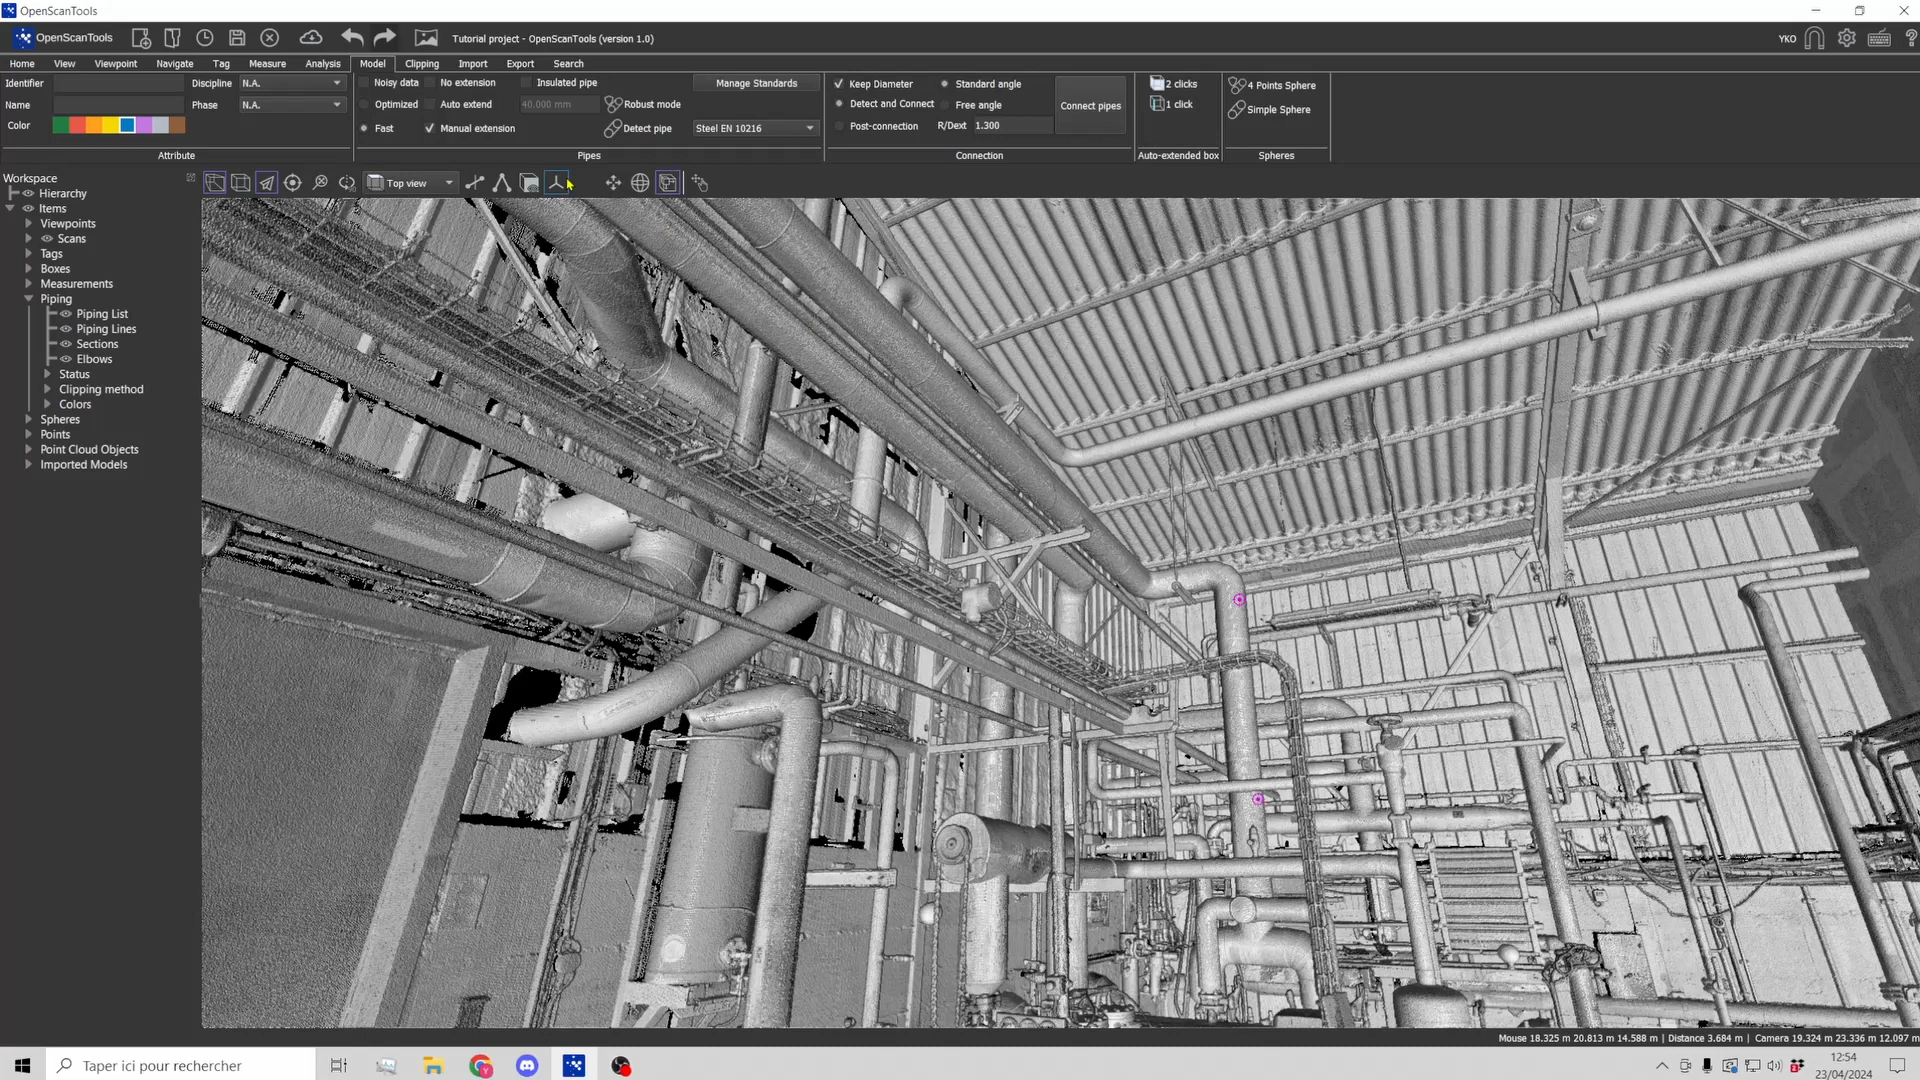 OpenScanTools
OpenScanTools
Tutorial project - OpenScanTools (version 1.0)
YKO
Home View Viewpoint Navigate Tag Measure Analysis Model Clipping Import Export Search
Identifier Discipline N.A.
Name Phase N.A.
Color
Attribute
Noisy data No extension Insulated pipe Manage Standards
Optimized Auto extend 40.000 mm Robust mode
Fast Manual extension Detect pipe Steel EN 10216
Pipes
Keep Diameter Standard angle
Detect and Connect Free angle Connect pipes
Post-connection R/Dext 1.300
Connection
2 clicks
1 click
Auto-extended box
4 Points Sphere
Simple Sphere
Spheres
Top view
Workspace
Hierarchy
Items
Viewpoints
Scans
Tags
Boxes
Measurements
Piping
Piping List
Piping Lines
Sections
Elbows
Status
Clipping method
Colors
Spheres
Points
Point Cloud Objects
Imported Models
Mouse 18.325 m 20.813 m 14.588 m | Distance 3.684 m | Camera 19.324 m 23.336 m 12.097 m
Taper ici pour rechercher
12:54
23/04/2024